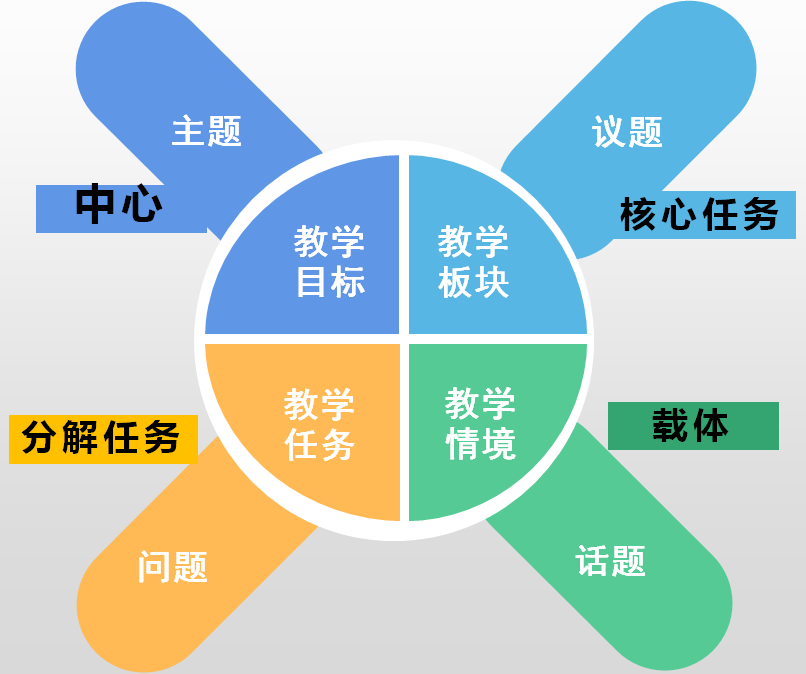 主题
议题
中心
核心任务
教学
目标
教学
板块
教学
任务
教学
情境
分解任务
载体
问题
话题